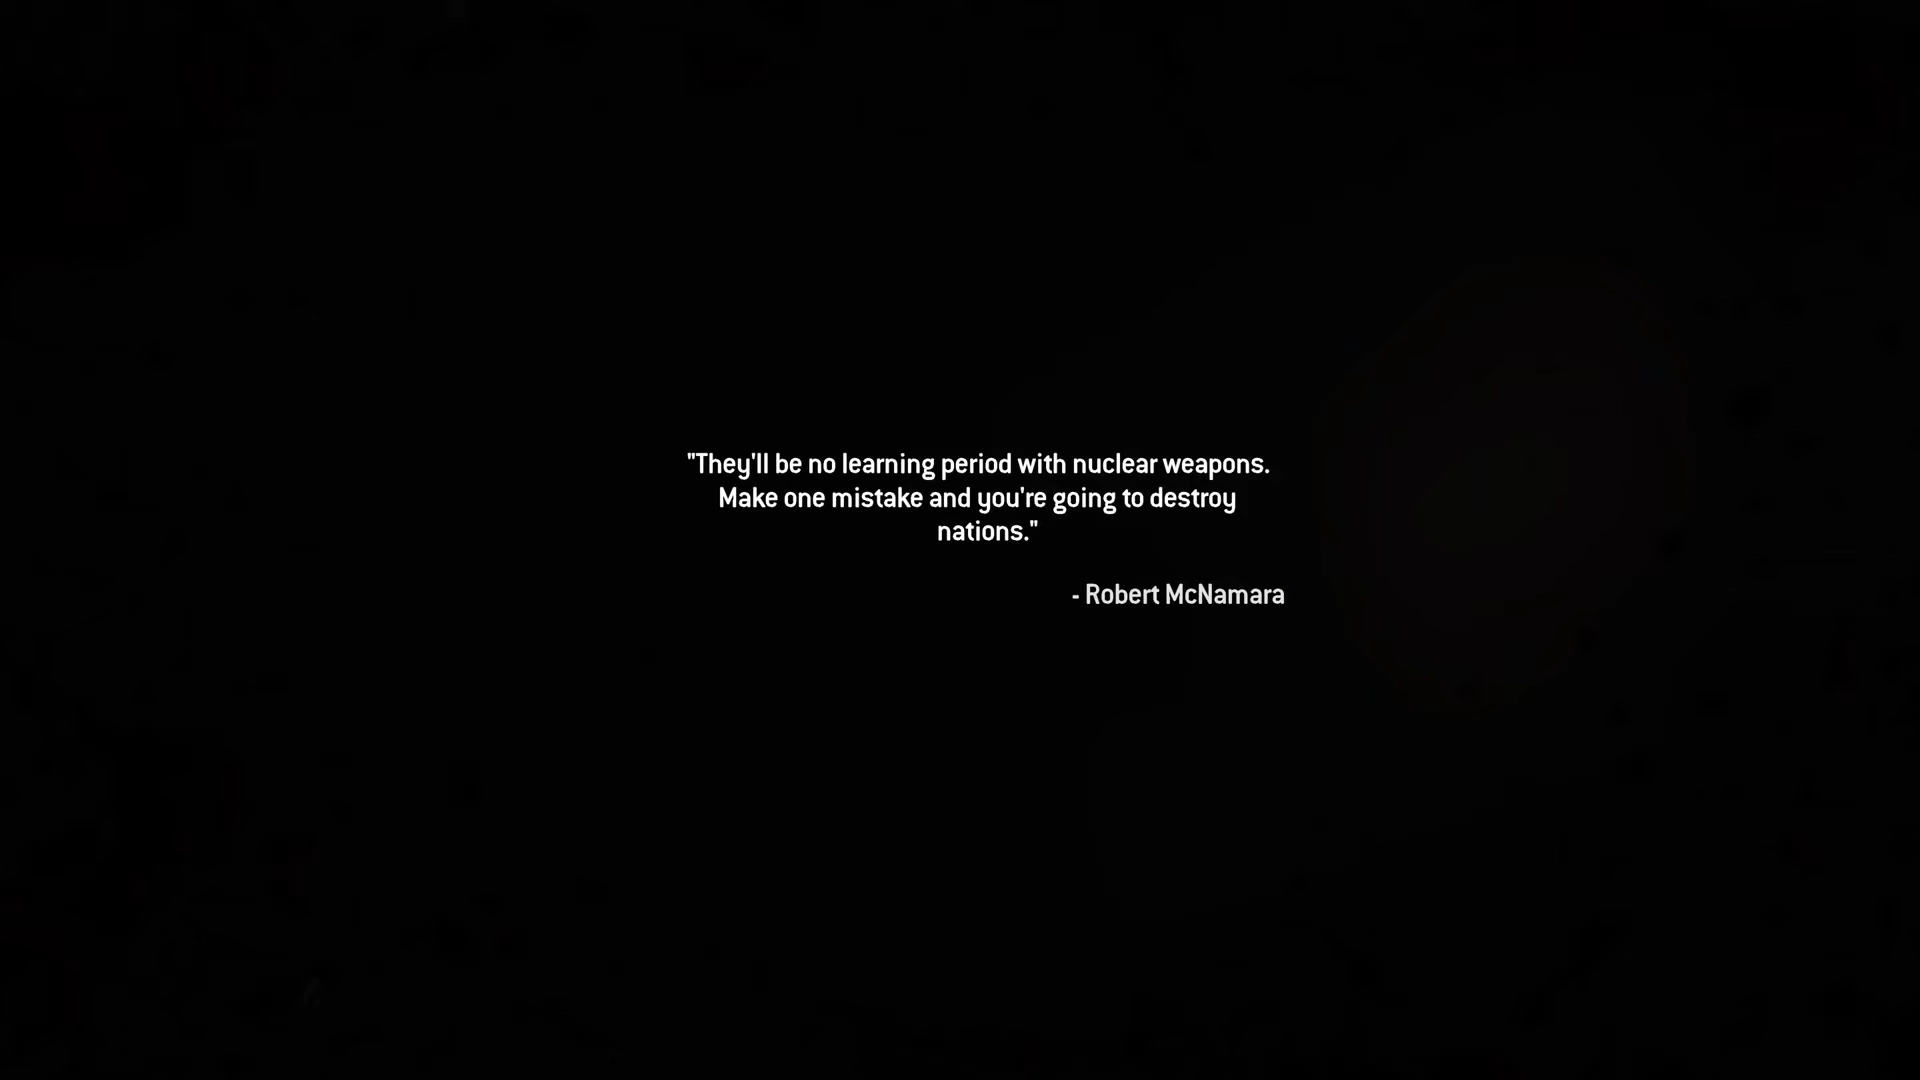 "They'll be no learning period with nuclear weapons.
Make one mistake and you're going to destroy
nations."
- Robert McNamara